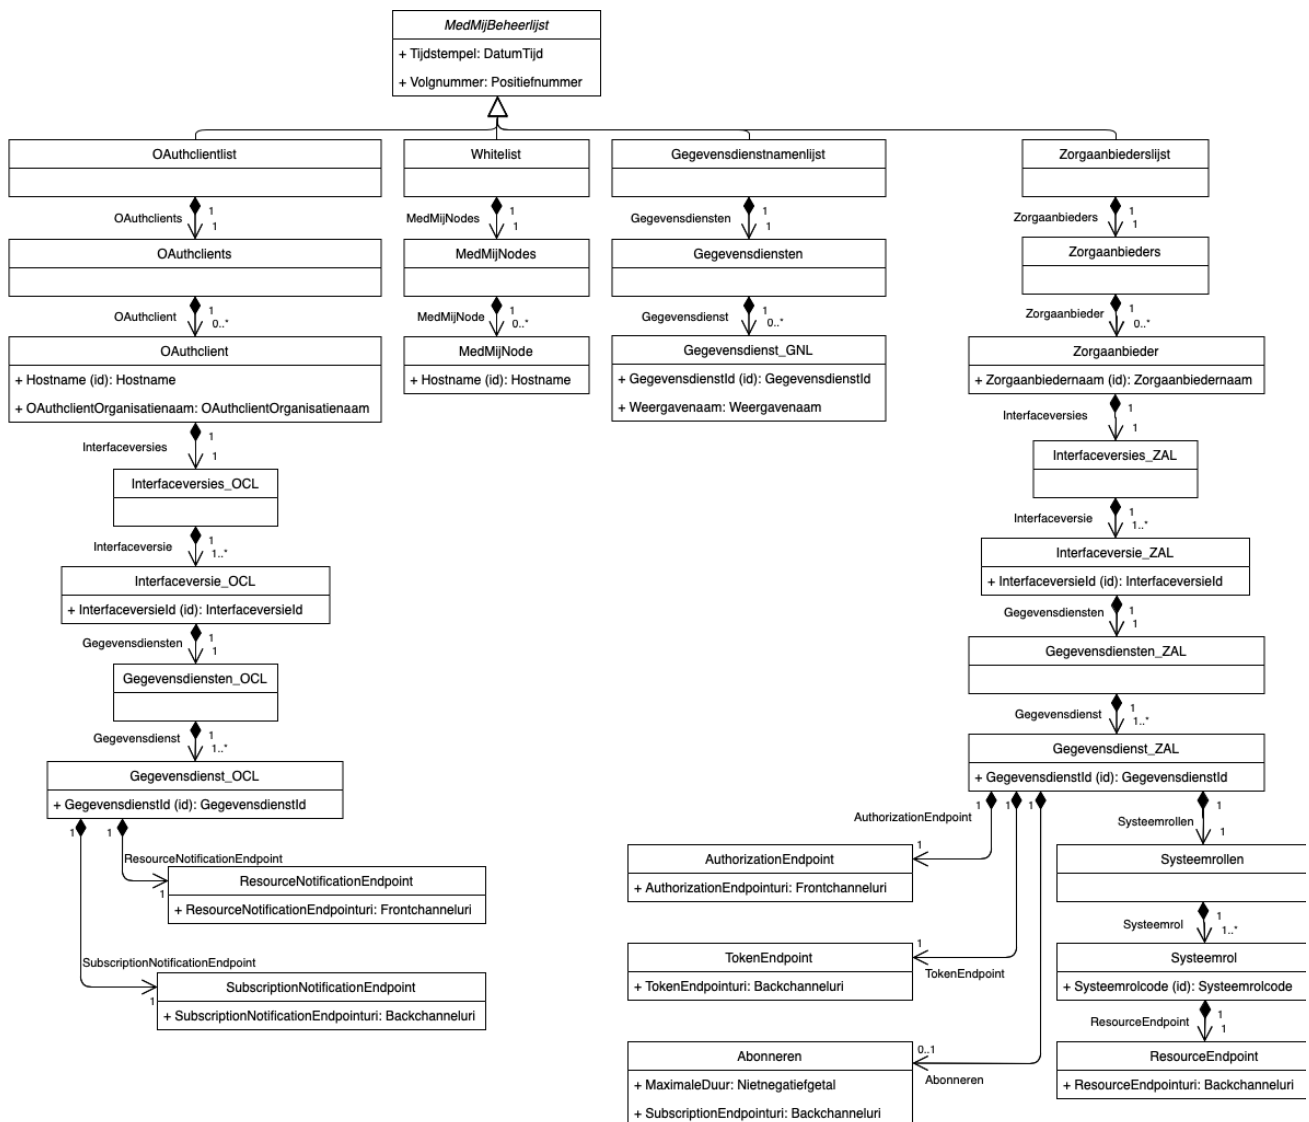 MedMijBeheerlijst
+ Tijdstempel: DatumTijd
+ Volgnummer: Positiefnummer
OAuthclientlist
OAuthclients
1
1
OAuthclients
OAuthclient
1
0..*
OAuthclient
+ Hostname (id): Hostname
+ OAuthclientOrganisatienaam: OAuthclientOrganisatienaam
Interfaceversies
1
1
Interfaceversies_OCL
Interfaceversie
1
1..*
Interfaceversie_OCL
+ InterfaceversieId (id): InterfaceversieId
Gegevensdiensten
1
1
Gegevensdiensten_OCL
Gegevensdienst
1
1..*
Gegevensdienst_OCL
+ GegevensdienstId (id): GegevensdienstId
1
1
ResourceNotificationEndpoint
1
ResourceNotificationEndpoint
+ ResourceNotificationEndpointuri: Frontchanneluri
SubscriptionNotificationEndpoint
1
SubscriptionNotificationEndpoint
+ SubscriptionNotificationEndpointuri: Backchanneluri
Whitelist
MedMijNodes
1
1
MedMijNodes
MedMijNode
1
0..*
MedMijNode
+ Hostname (id): Hostname
Gegevensdienstnamenlijst
Gegevensdiensten
1
1
Gegevensdiensten
Gegevensdienst
1
0..*
Gegevensdienst_GNL
+ GegevensdienstId (id): GegevensdienstId
+ Weergavenaam: Weergavenaam
Zorgaanbiederslijst
Zorgaanbieders
1
1
Zorgaanbieders
Zorgaanbieder
1
0..*
Zorgaanbieder
+ Zorgaanbiedernaam (id): Zorgaanbiedernaam
Interfaceversies
1
1
Interfaceversies_ZAL
Interfaceversie
1
1..*
Interfaceversie_ZAL
+ InterfaceversieId (id): InterfaceversieId
Gegevensdiensten
1
1
Gegevensdiensten_ZAL
Gegevensdienst
1
1..*
Gegevensdienst_ZAL
+ GegevensdienstId (id): GegevensdienstId
1
1
1
1
AuthorizationEndpoint
1
AuthorizationEndpoint
+ AuthorizationEndpointuri: Frontchanneluri
1
TokenEndpoint
TokenEndpoint
+ TokenEndpointuri: Backchanneluri
0..1
Abonneren
Abonneren
+ MaximaleDuur: Nietnegatiefgetal
+ SubscriptionEndpointuri: Backchanneluri
Systeemrollen
1
Systeemrollen
Systeemrol
1
1..*
Systeemrol
+ Systeemrolcode (id): Systeemrolcode
ResourceEndpoint
1
1
ResourceEndpoint
+ ResourceEndpointuri: Backchanneluri